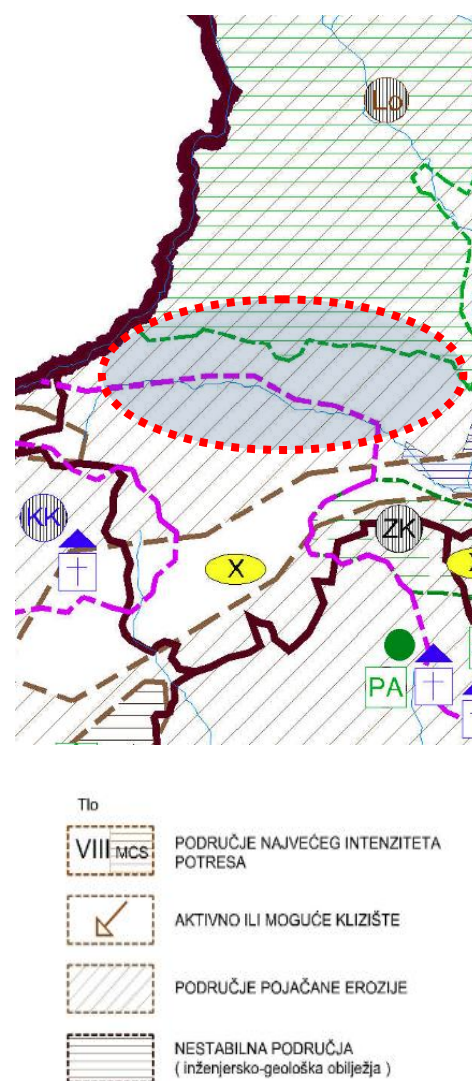 Lo
KK
X
ZK
PA
Tlo
VIII MCS
PODRUČJE NAJVEĆEG INTENZITETA
POTRESA
AKTIVNO ILI MOGUĆE KLIZIŠTE
PODRUČJE POJAČANE EROZIJE
NESTABILNA PODRUČJA
( inženjersko-geološka obilježja )